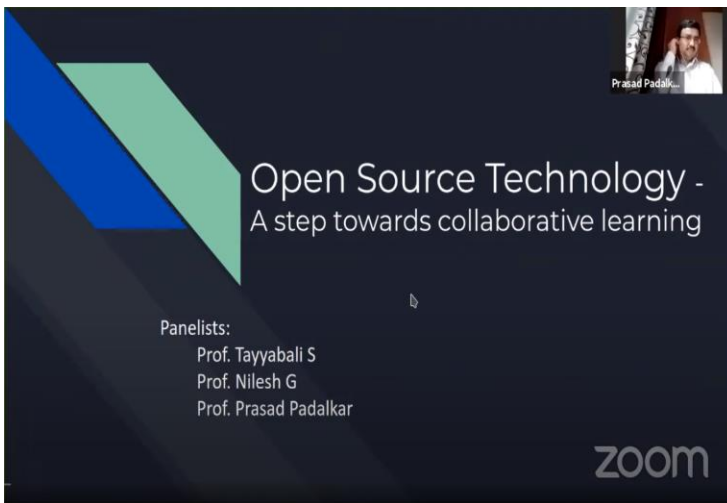 Prasad Padalk...
Open Source Technology -
A step towards collaborative learning
Panelists:
Prof. Tayyabali S
Prof. Nilesh G
Prof. Prasad Padalkar
zoom